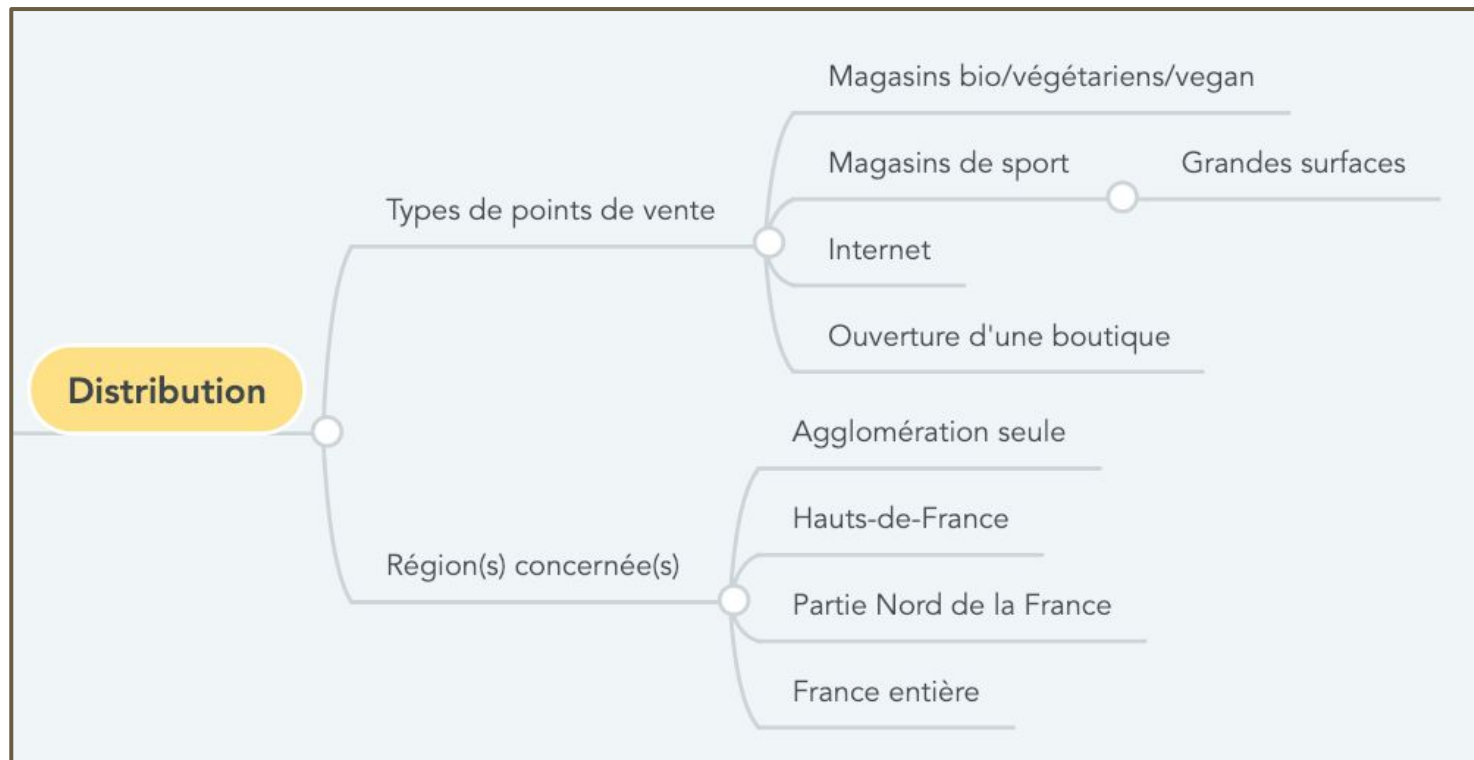 Distribution
Types de points de vente
Magasins bio/végétariens/vegan
Magasins de sport
Grandes surfaces
Internet
Ouverture d'une boutique
Région(s) concernée(s)
Agglomération seule
Hauts-de-France
Partie Nord de la France
France entière